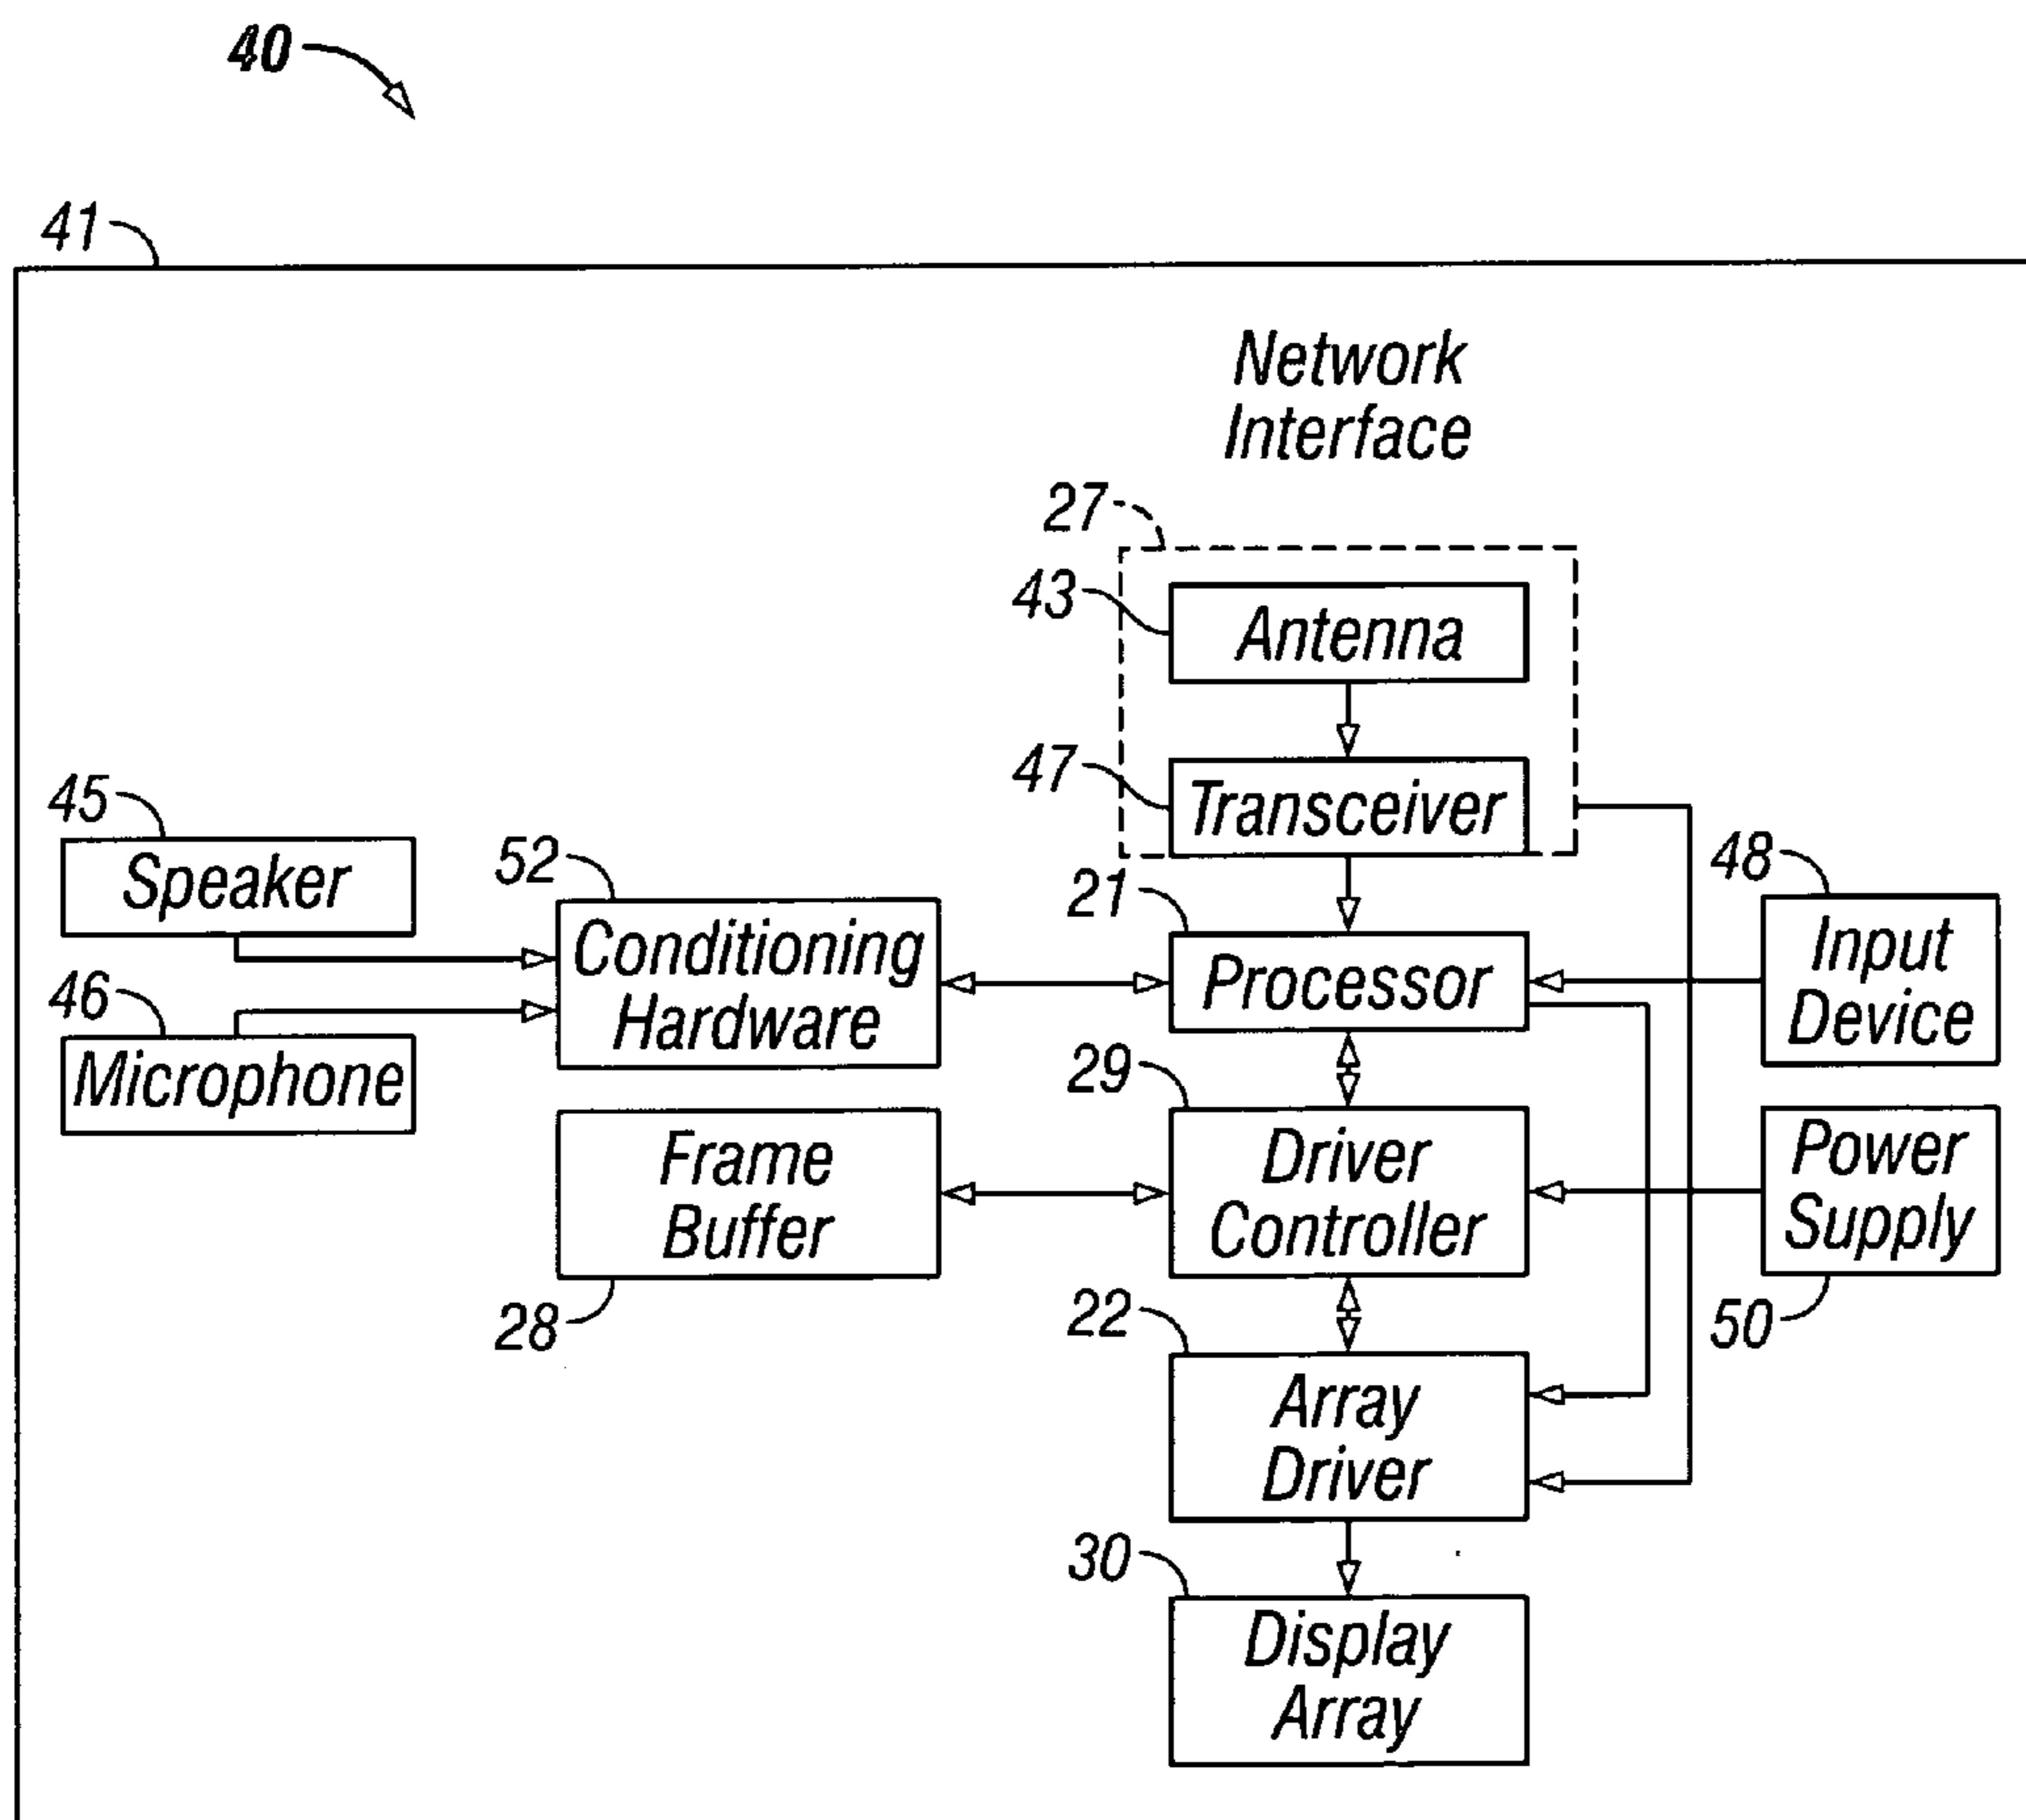 40
41
Network
Interface
27
43
Antenna
47
Transceiver
45
Speaker
52
Conditioning
Hardware
21
Processor
48
Input
Device
46
Microphone
29
Driver
Controller
Frame
Buffer
28
Power
Supply
50
22
Array
Driver
30
Display
Array